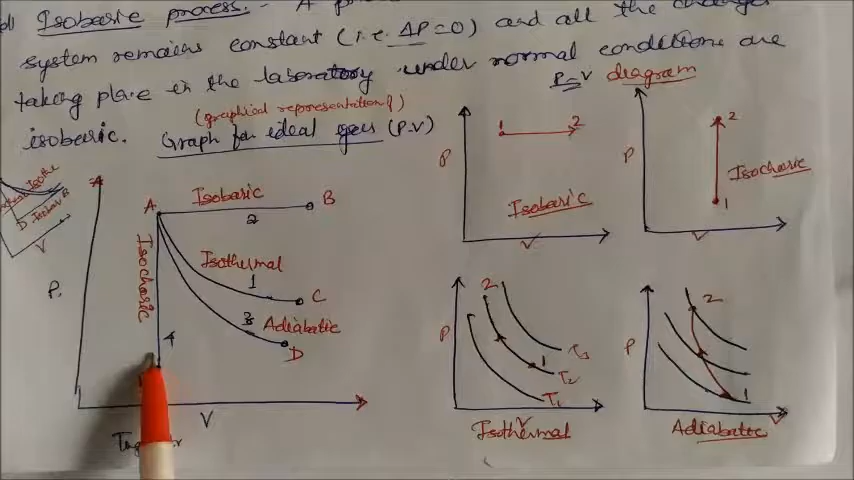 Isobaric process. - A
system remains constant (i.e. ΔP=0) and all the changes
taking place in the laboratory under normal conditions are
isobaric. (graphical representation of)
Graph for ideal gas (P-V)
P-V diagram
P
1 2
Isobaric
V
P
2
Isochoric
1
V
D
V
P.
A Isobaric B
2
Isochoric
Isothermal
1
C
3 Adiabatic
D
4
V
P
2
1
T3
T2
T1
V
Isothermal
P
2
1
V
Adiabatic